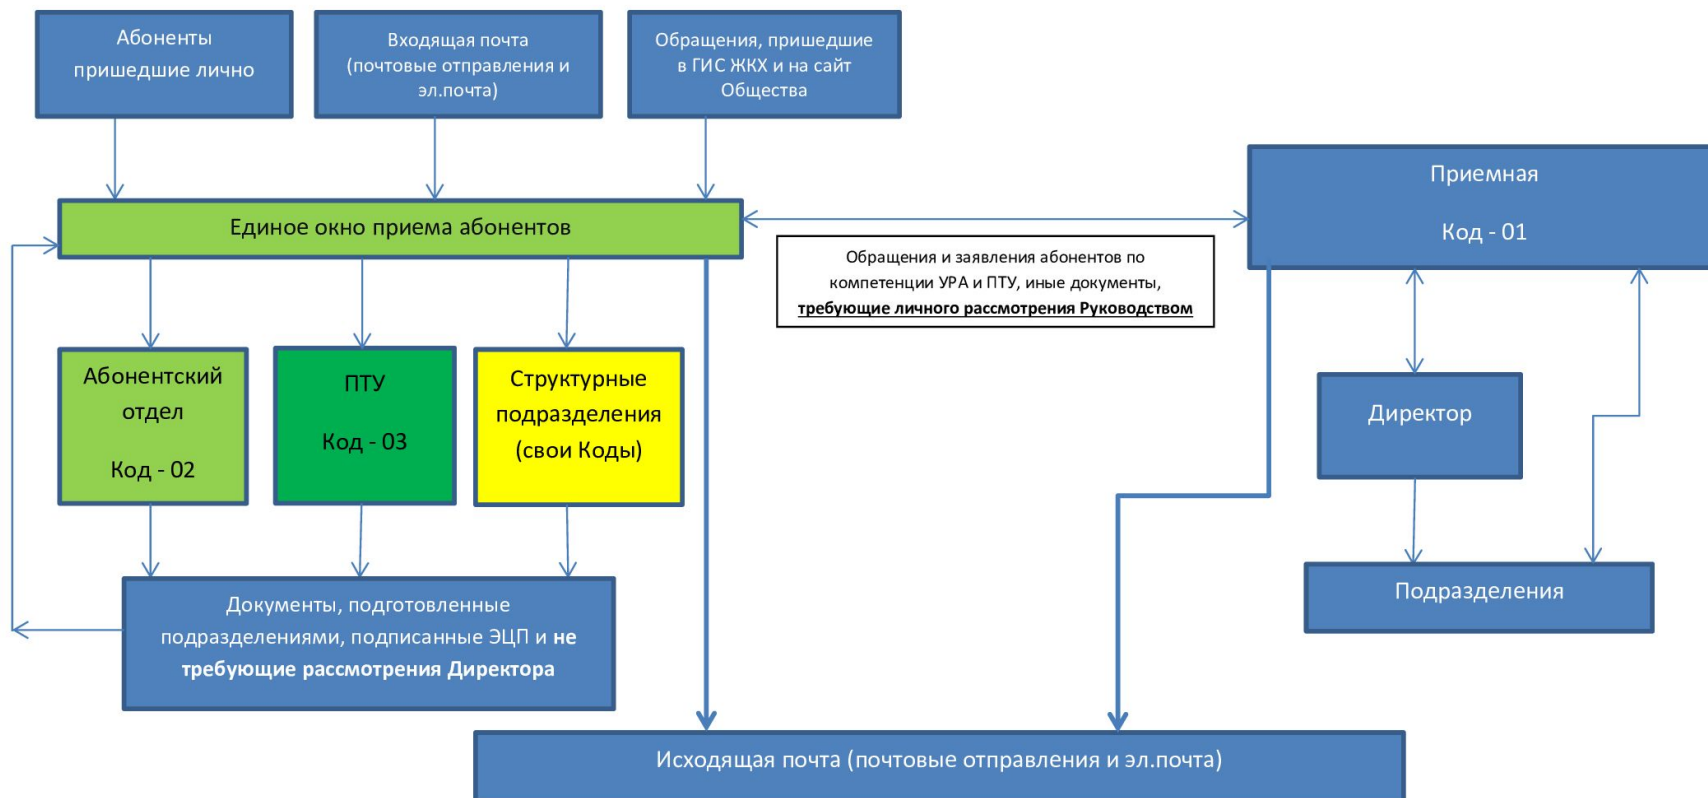 Абоненты
пришедшие лично
Входящая почта
(почтовые отправления и
эл.почта)
Обращения, пришедшие
в ГИС ЖКХ и на сайт
Общества
Приемная
Код - 01
Единое окно приема абонентов
Обращения и заявления абонентов по
компетенции УРА и ПТУ, иные документы,
требующие личного рассмотрения Руководством
Абонентский
отдел
Код - 02
ПТУ
Код - 03
Структурные
подразделения
(свои Коды)
Директор
Подразделения
Документы, подготовленные
подразделениями, подписанные ЭЦП и не
требующие рассмотрения Директора
Исходящая почта (почтовые отправления и эл.почта)